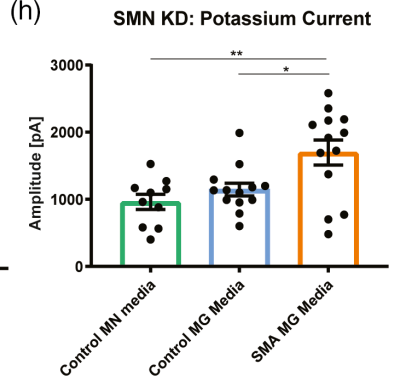 (h)
SMN KD: Potassium Current
**
*
3000
2000
1000
0
Amplitude [pA]
Control MN media
Control MG Media
SMA MG Media